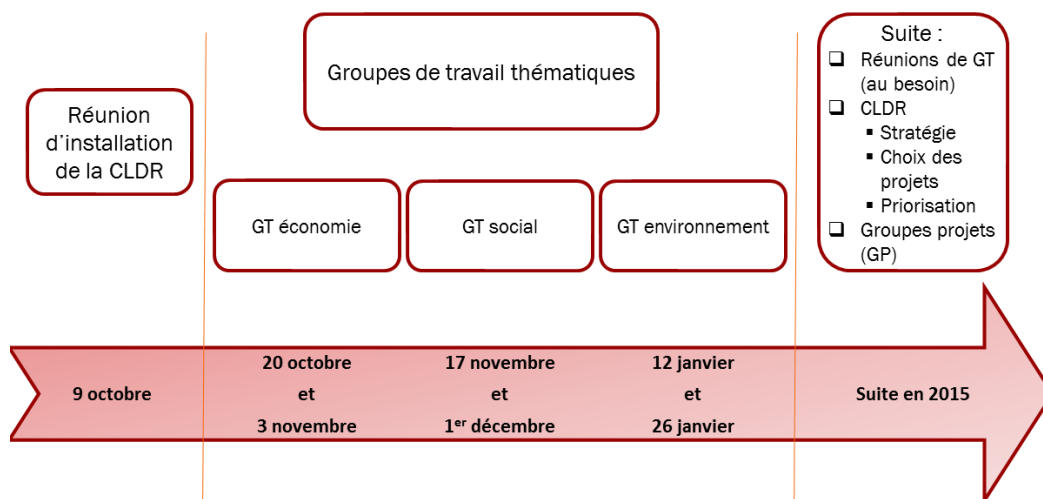 Réunion
d'installation
de la CLDR
Groupes de travail thématiques
GT économie
GT social
GT environnement
Suite :
❑ Réunions de GT
(au besoin)
❑ CLDR
▪ Stratégie
▪ Choix des
projets
▪ Priorisation
❑ Groupes projets
(GP)
9 octobre
20 octobre
et
3 novembre
17 novembre
et
1er décembre
12 janvier
et
26 janvier
Suite en 2015